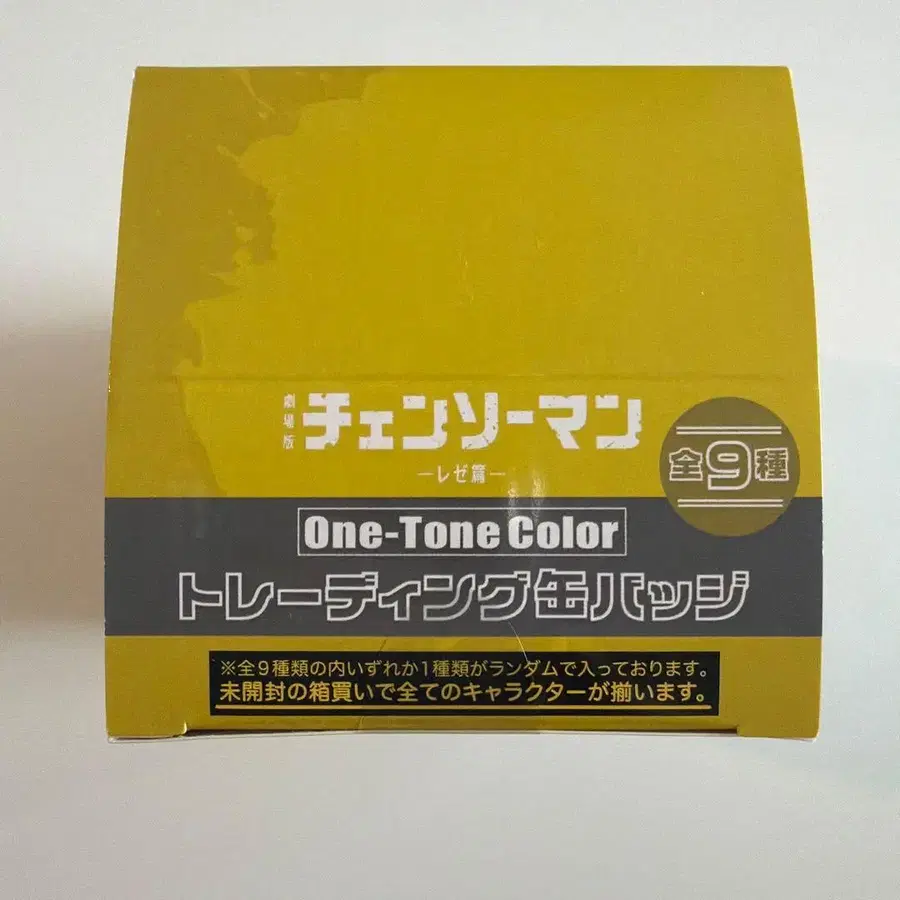 劇場版 チェンソーマン
―レゼ篇―
全9種
One-Tone Color
トレーディング缶バッジ
※全9種類の内いずれか1種類がランダムで入っております。
未開封の箱買いで全てのキャラクターが揃います。